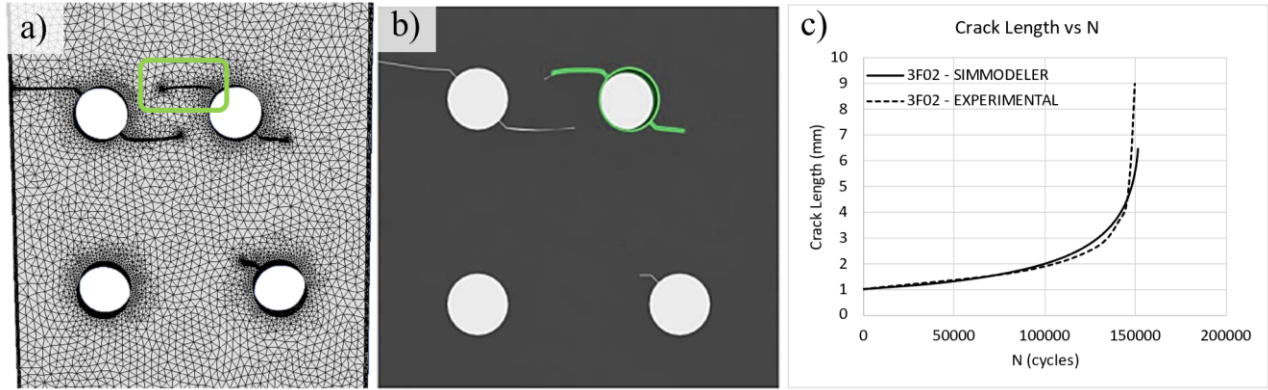 a)
b)
c)
Crack Length vs N
3F02 - SIMMODELER
3F02 - EXPERIMENTAL
Crack Length (mm)
10
9
8
7
6
5
4
3
2
1
0
0 50000 100000 150000 200000
N (cycles)